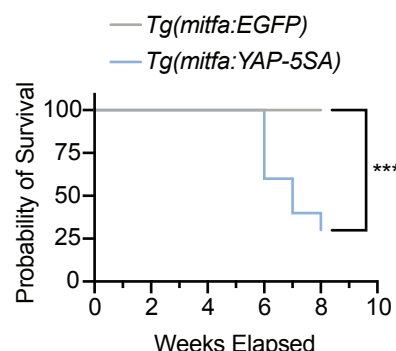 Tg(mitfa:EGFP)
Tg(mitfa:YAP-5SA)
Probability of Survival
100
75
50
25
0
***
0 2 4 6 8 10
Weeks Elapsed